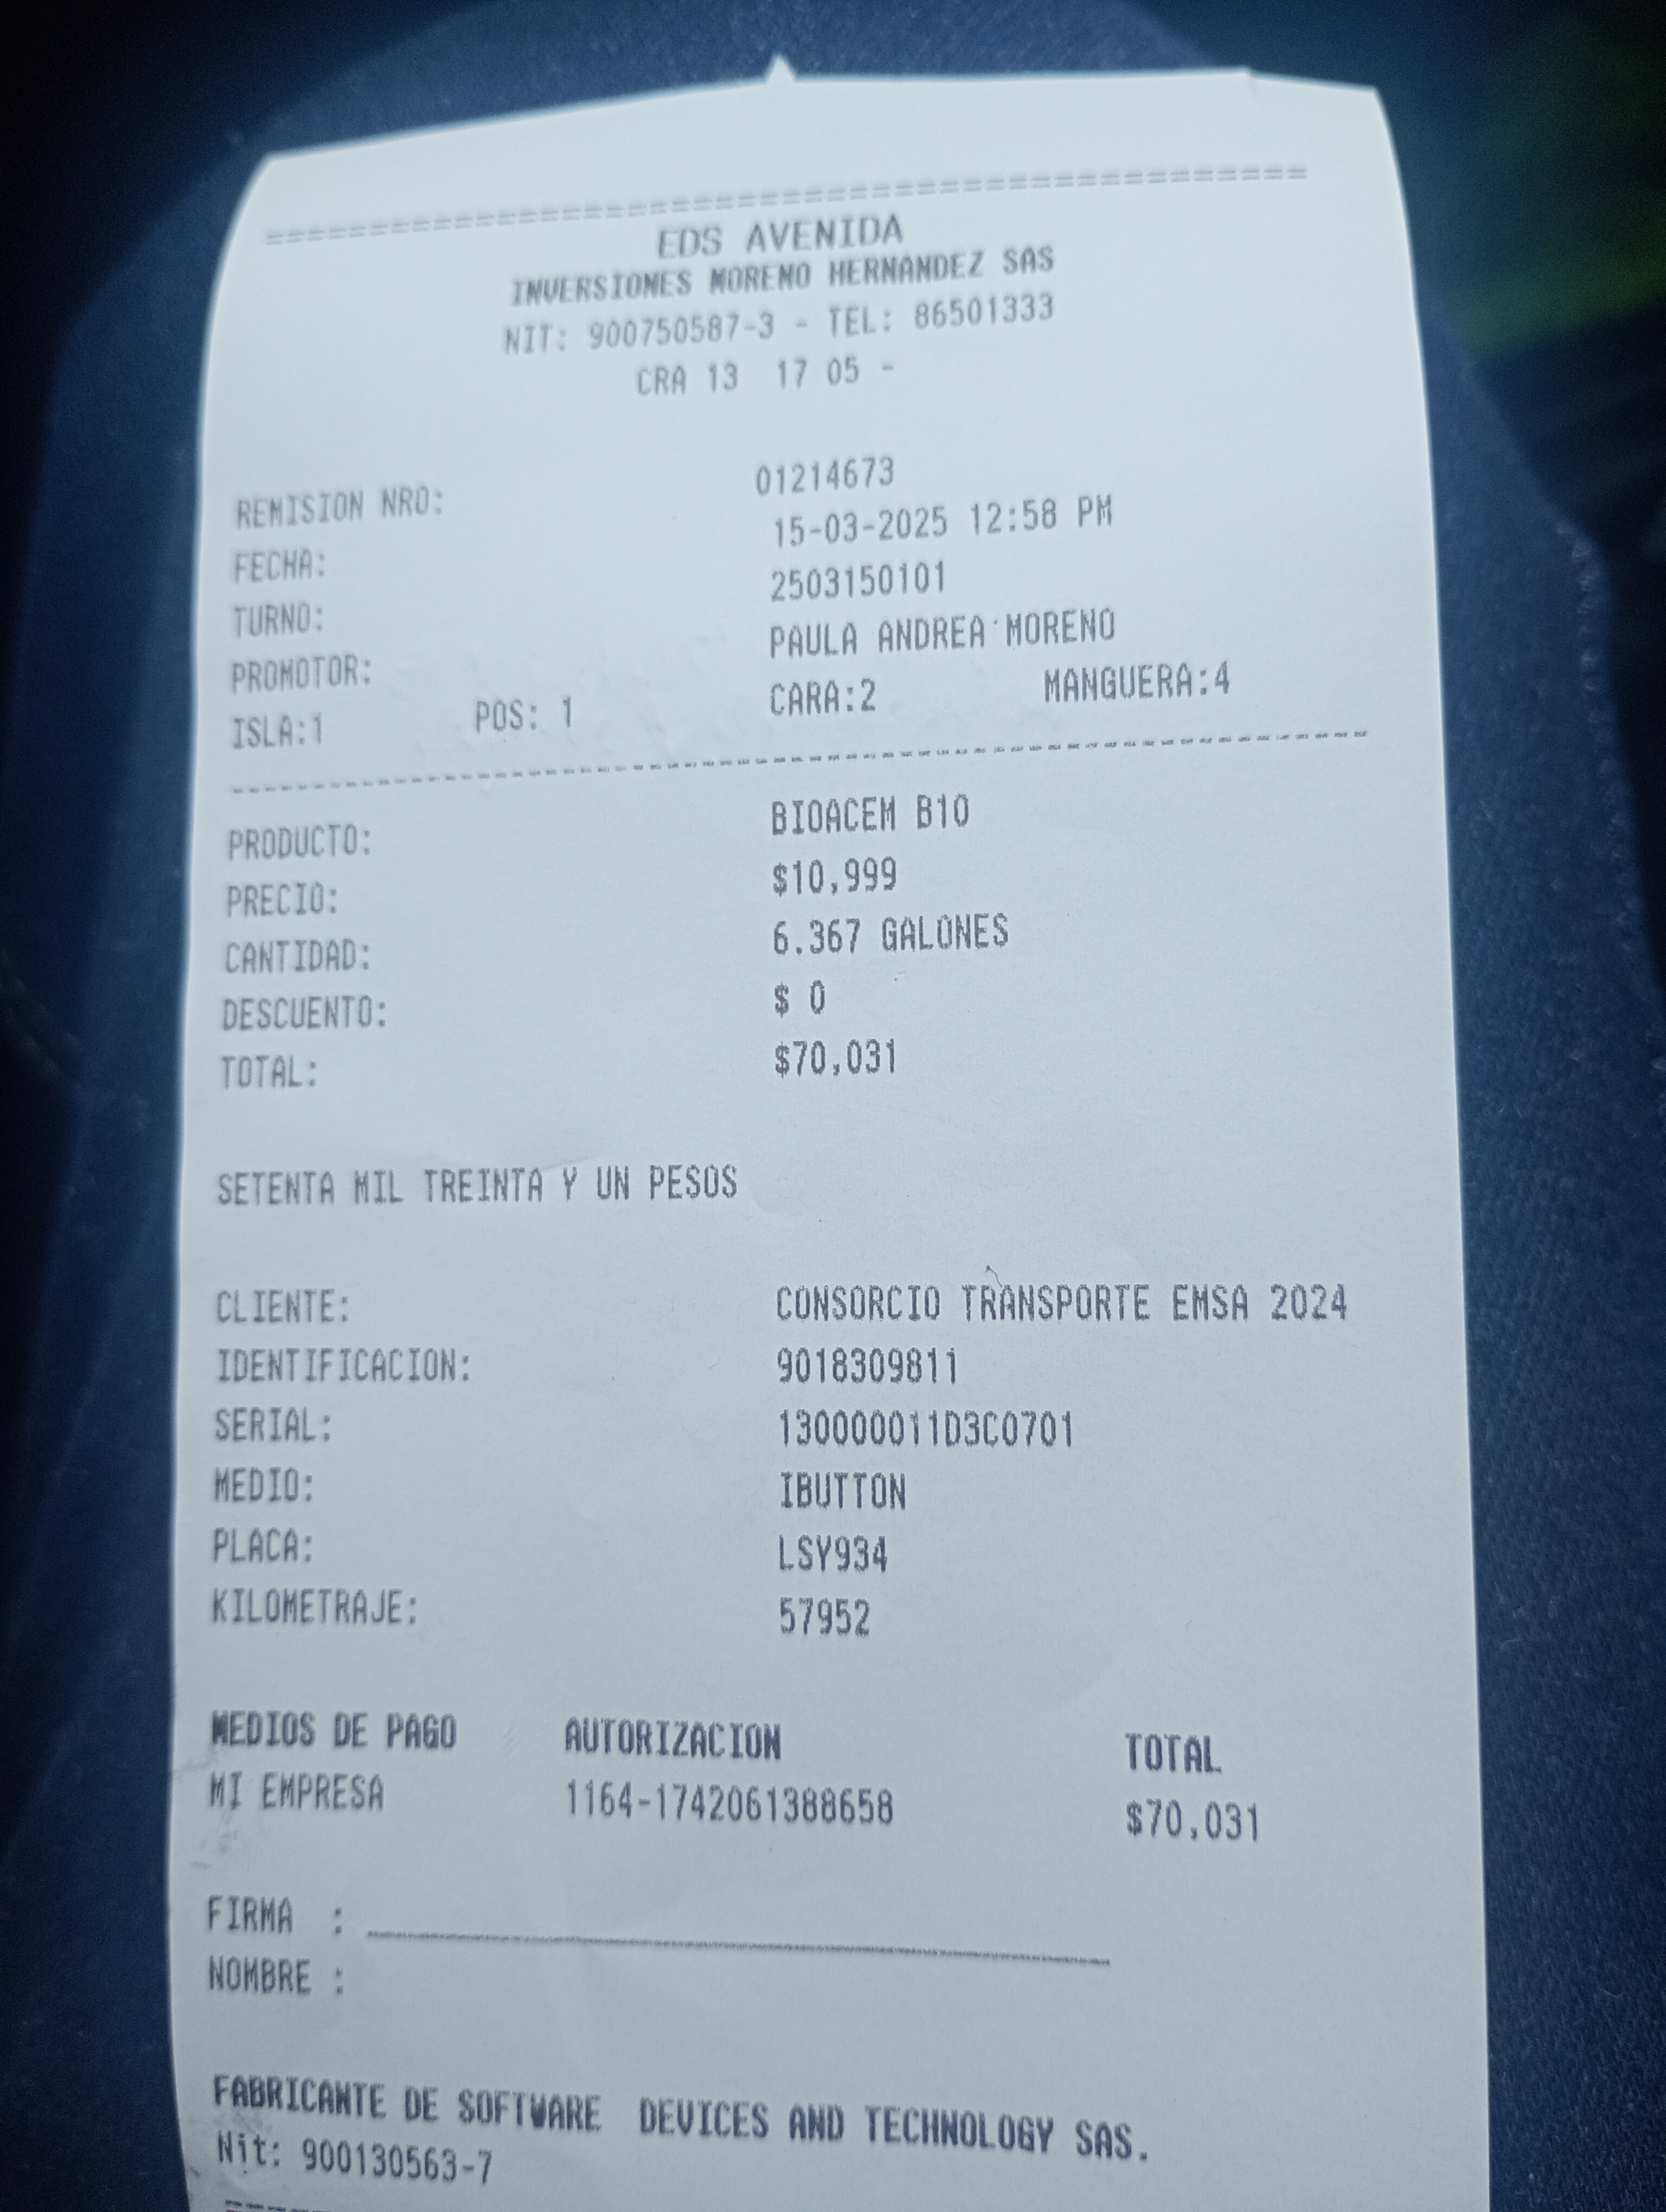 ================================================
EDS AVENIDA
INVERSIONES MORENO HERNANDEZ SAS
NIT: 900750587-3 - TEL: 86501333
CRA 13 17 05 -
REMISION NRO: 01214673
FECHA: 15-03-2025 12:58 PM
TURNO: 2503150101
PROMOTOR: PAULA ANDREA MORENO
ISLA:1 POS: 1 CARA:2 MANGUERA:4
PRODUCTO: BIOACEM B10
PRECIO: $10,999
CANTIDAD: 6.367 GALONES
DESCUENTO: $ 0
TOTAL: $70,031
SETENTA MIL TREINTA Y UN PESOS
CLIENTE: CONSORCIO TRANSPORTE EMSA 2024
IDENTIFICACION: 9018309811
SERIAL: 130000011D3C0701
MEDIO: IBUTTON
PLACA: LSY934
KILOMETRAJE: 57952
MEDIOS DE PAGO AUTORIZACION TOTAL
MI EMPRESA 1164-1742061388658 $70,031
FIRMA :
NOMBRE :
FABRICANTE DE SOFTWARE DEVICES AND TECHNOLOGY SAS.
Nit: 900130563-7